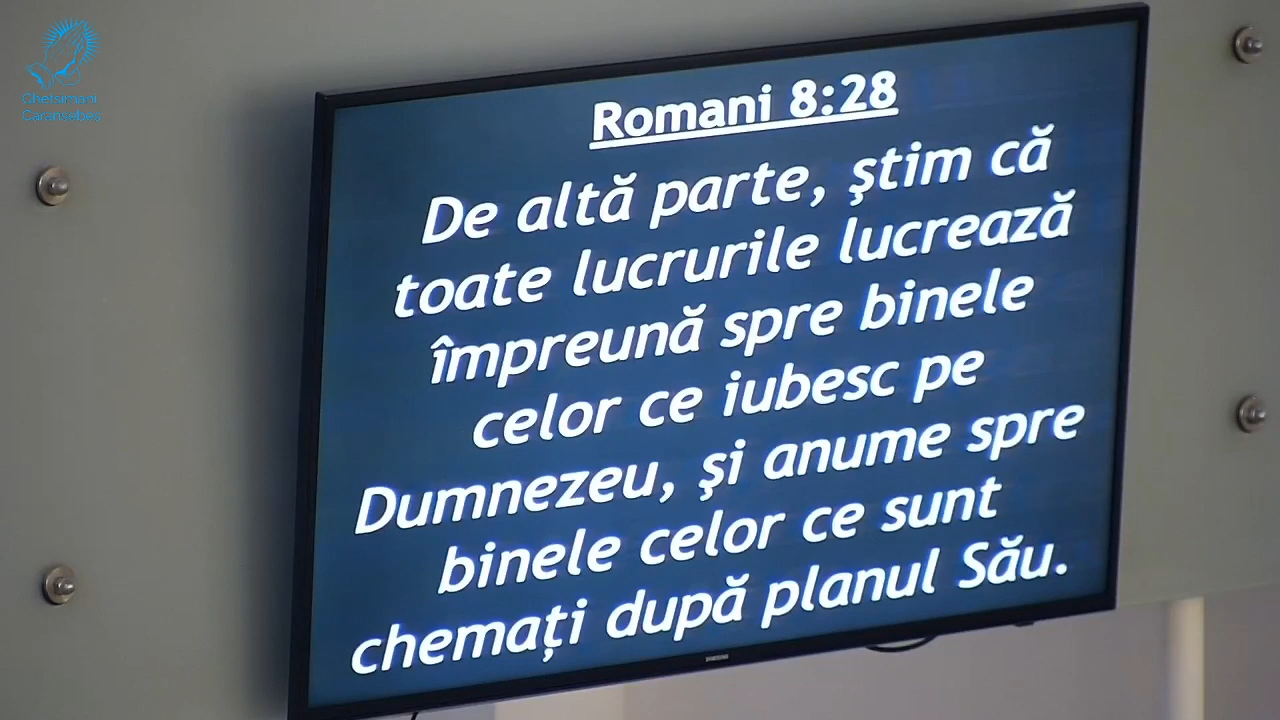 Ghetsimani
Caransebeș
Romani 8:28
De altă parte, ştim că
toate lucrurile lucrează
împreună spre binele
celor ce iubesc pe
Dumnezeu, şi anume spre
binele celor ce sunt
chemați după planul Său.
SAMSUNG